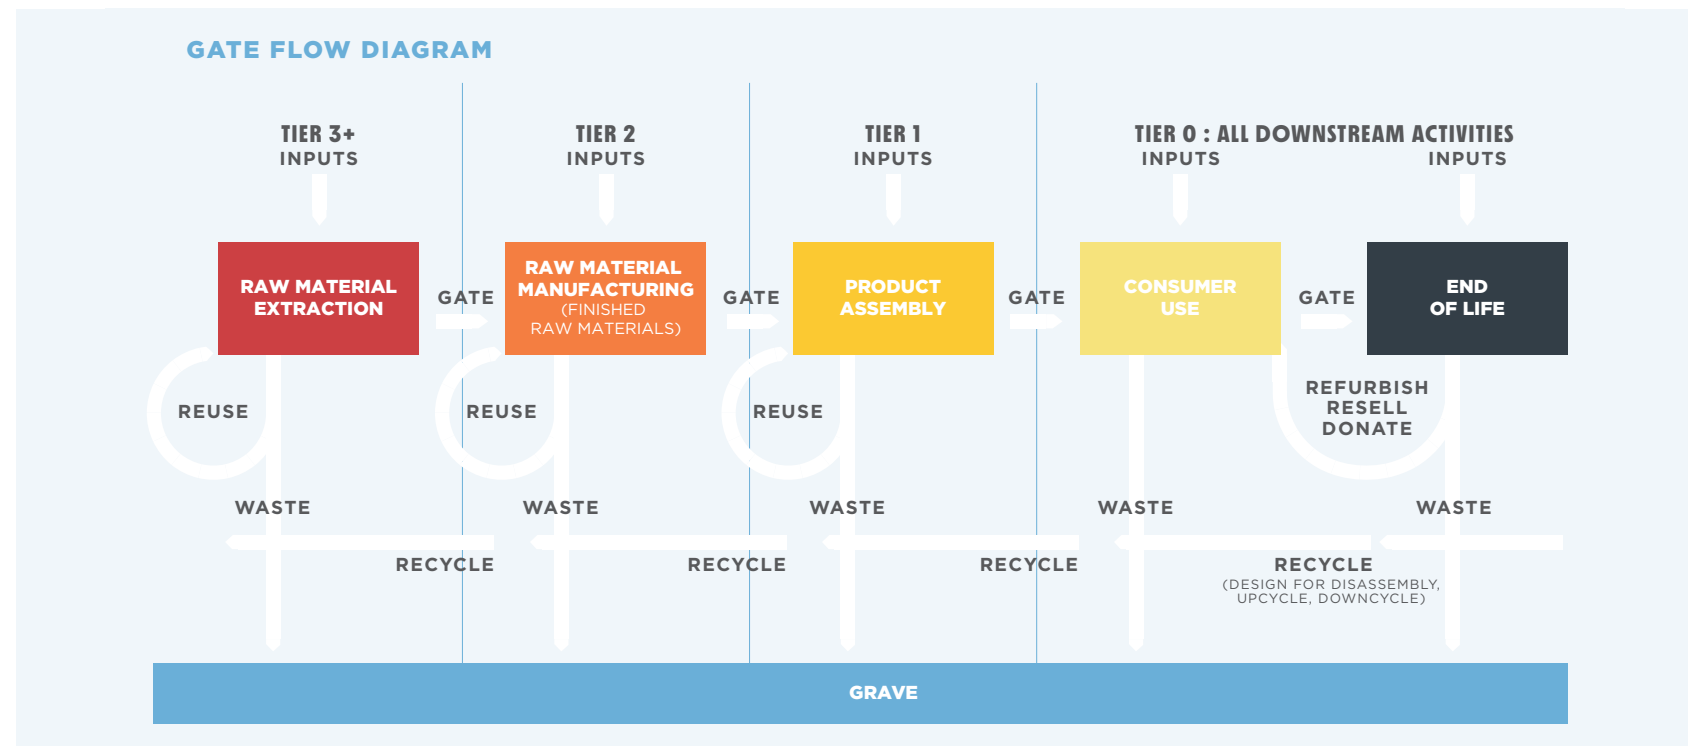 GATE FLOW DIAGRAM
TIER 3+
INPUTS
TIER 2
INPUTS
TIER 1
INPUTS
TIER 0 : ALL DOWNSTREAM ACTIVITIES
INPUTS
INPUTS
RAW MATERIAL
EXTRACTION
GATE
RAW MATERIAL
MANUFACTURING
(FINISHED
RAW MATERIALS)
GATE
PRODUCT
ASSEMBLY
GATE
CONSUMER
USE
GATE
END
OF LIFE
REUSE
REUSE
REUSE
REFURBISH
RESELL
DONATE
WASTE
WASTE
WASTE
WASTE
WASTE
RECYCLE
RECYCLE
RECYCLE
RECYCLE
(DESIGN FOR DISASSEMBLY,
UPCYCLE, DOWNCYCLE)
GRAVE